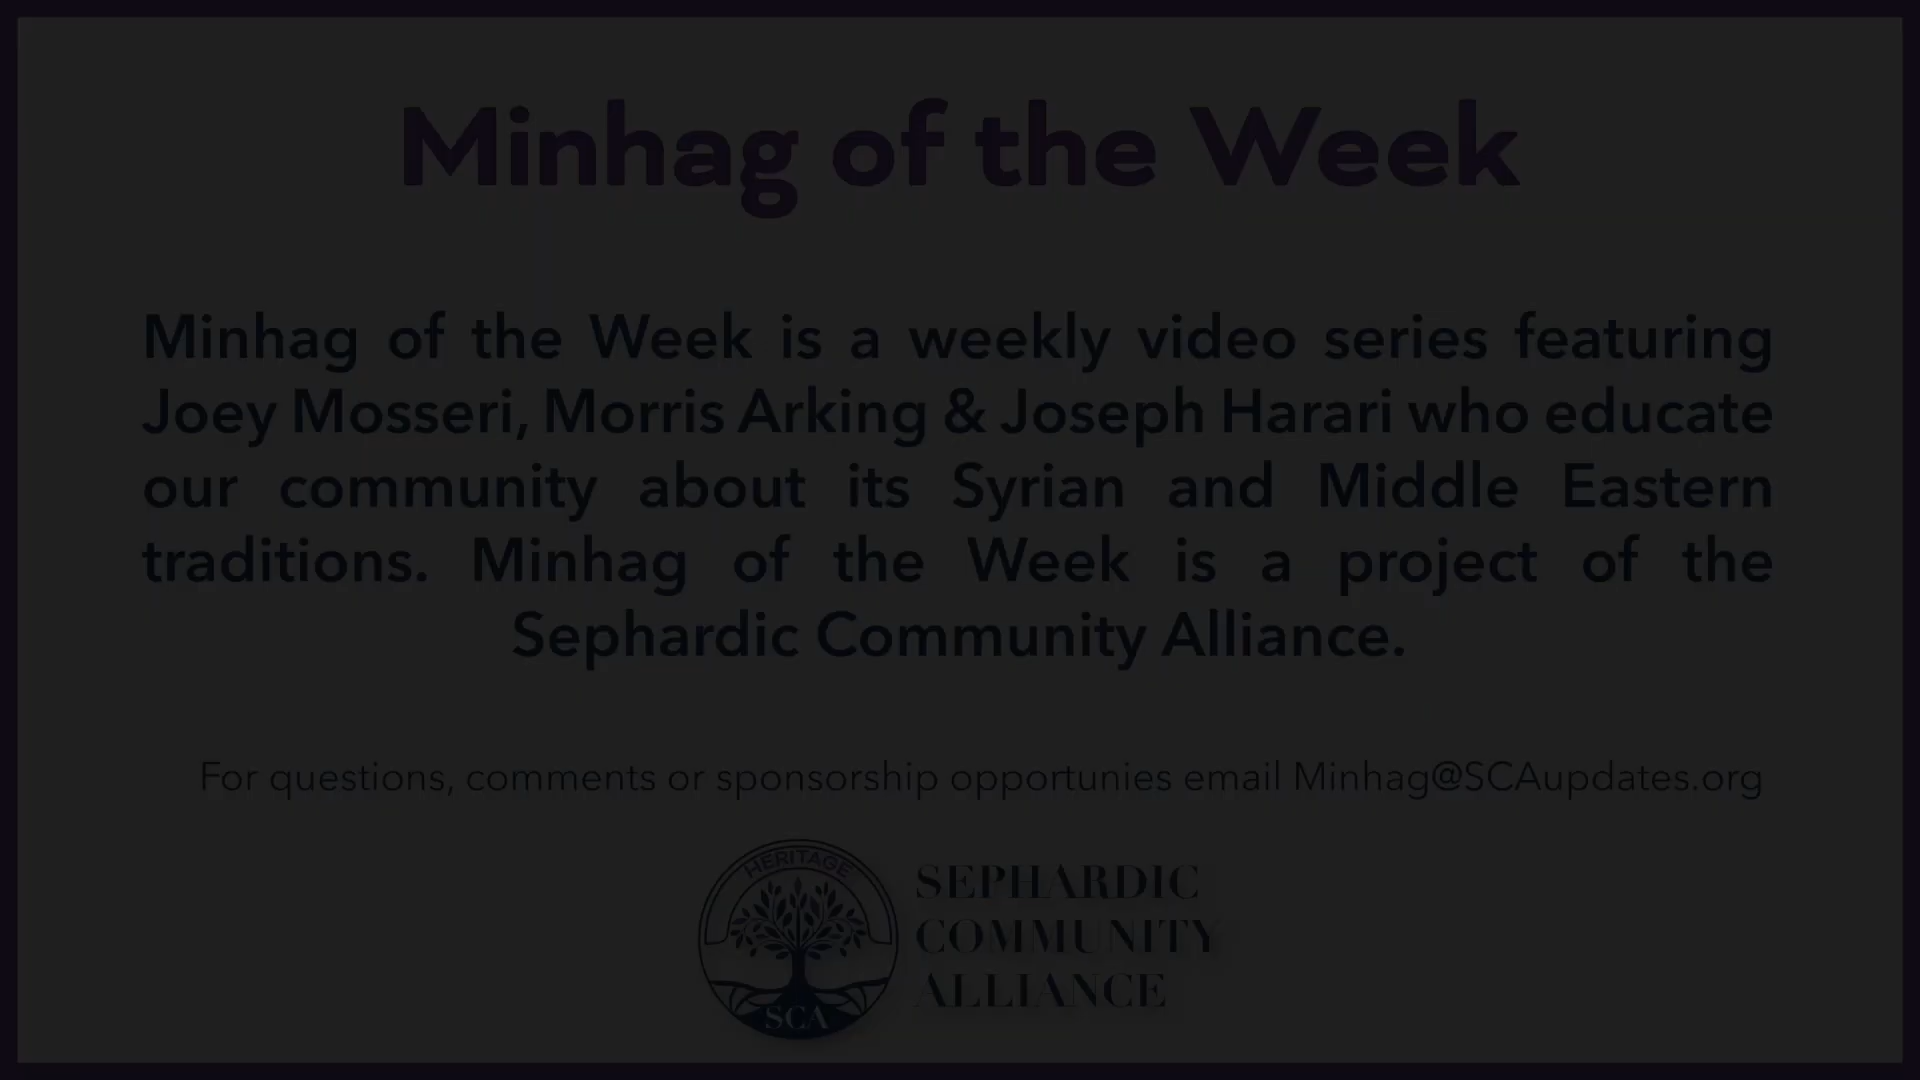 Minhag of the Week
Minhag of the Week is a weekly video series featuring
Joey Mosseri, Morris Arking & Joseph Harari who educate
our community about its Syrian and Middle Eastern
traditions. Minhag of the Week is a project of the
Sephardic Community Alliance.
For questions, comments or sponsorship opportunies email Minhag@SCAupdates.org
HERITAGE
SCA
SEPHARDIC
COMMUNITY
ALLIANCE